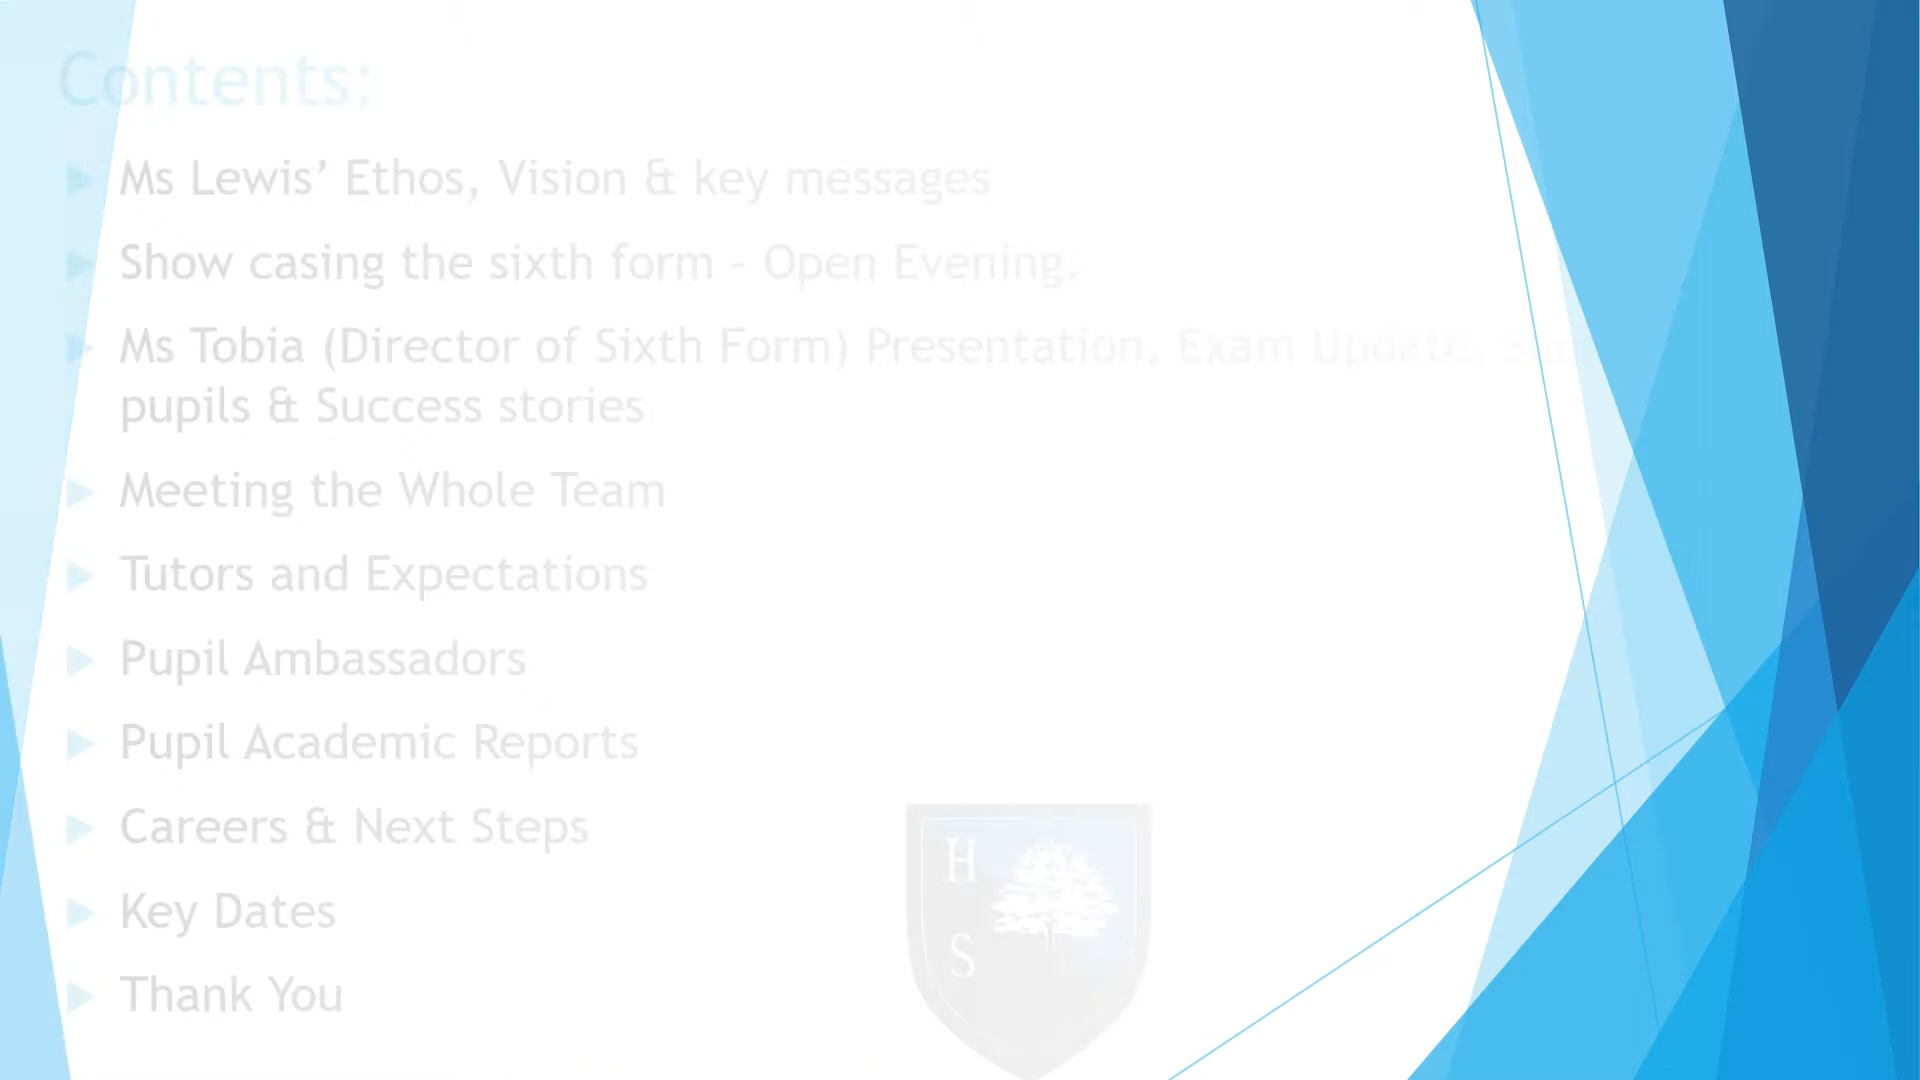 Contents:
Ms Lewis’ Ethos, Vision & key messages
Show casing the sixth form - Open Evening.
Ms Tobia (Director of Sixth Form) Presentation. Exam Update,
pupils & Success stories
Meeting the Whole Team
Tutors and Expectations
Pupil Ambassadors
Pupil Academic Reports
Careers & Next Steps
Key Dates
Thank You
H
S